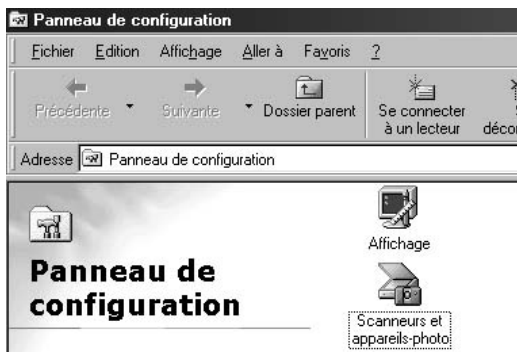 Panneau de configuration
Fichier Edition Affichage Aller à Favoris ?
Précédente Suivante Dossier parent Se connecter
à un lecteur
Adresse Panneau de configuration
Affichage
Panneau de
configuration
Scanneurs et
appareils-photo